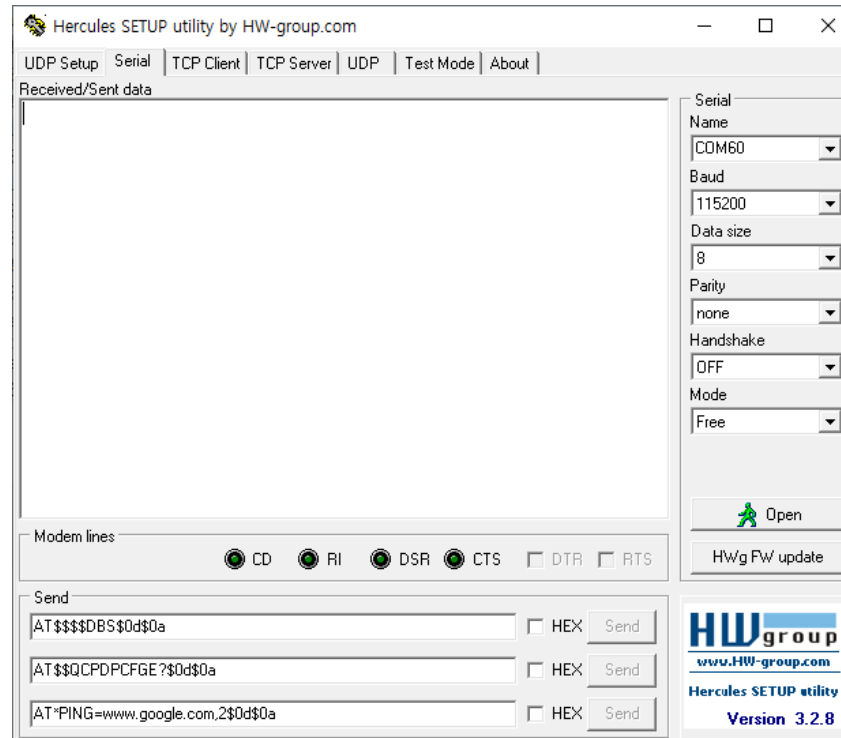 Hercules SETUP utility by HW-group.com
UDP Setup Serial TCP Client TCP Server UDP Test Mode About
Received/Sent data
Serial
Name
COM60
Baud
115200
Data size
8
Parity
none
Handshake
OFF
Mode
Free
Open
HWg FW update
Modem lines
CD RI DSR CTS DTR RTS
Send
AT$$$$DBS$0d$0a HEX Send
AT$$QCPDPCFGE?$0d$0a HEX Send
AT*PING=www.google.com,2$0d$0a HEX Send
HW group
www.HW-group.com
Hercules SETUP utility
Version 3.2.8